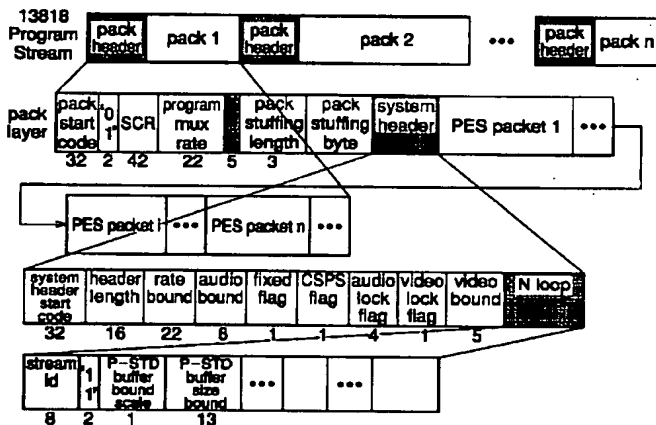 13818
Program
Stream
pack
header
pack 1
pack
header
pack 2
•••
pack
header
pack n
pack
layer
pack
start
code
'0
1"
SCR
program
mux
rate
pack
stuffing
length
pack
stuffing
byte
system
header
PES packet 1
•••
32
2
42
22
5
3
PES packet i
•••
PES packet n
•••
system
header
start
code
header
length
rate
bound
audio
bound
fixed
flag
CSPS
flag
audio
lock
flag
video
lock
flag
video
bound
N loop
32
16
22
6
1
1
4
1
5
stream
id
'1
1"
P-STD
buffer
bound
scale
P-STD
buffer
size
bound
•••
•••
8
2
1
13